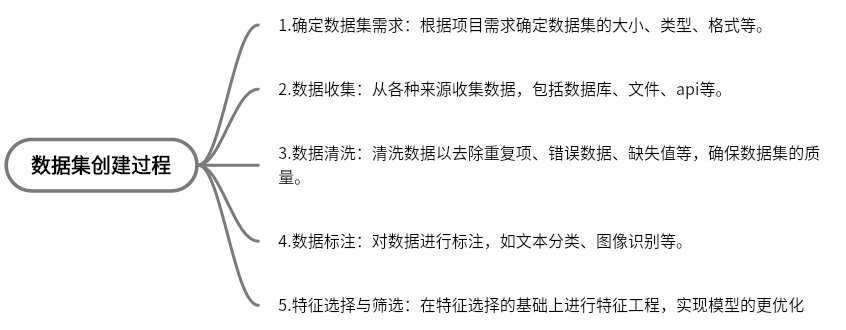 1.确定数据集需求：根据项目需求确定数据集的大小、类型、格式等。
2.数据收集：从各种来源收集数据，包括数据库、文件、api等。
数据集创建过程
3.数据清洗：清洗数据以去除重复项、错误数据、缺失值等，确保数据集的质
量。
4.数据标注：对数据进行标注，如文本分类、图像识别等。
5.特征选择与筛选：在特征选择的基础上进行特征工程，实现模型的更优化